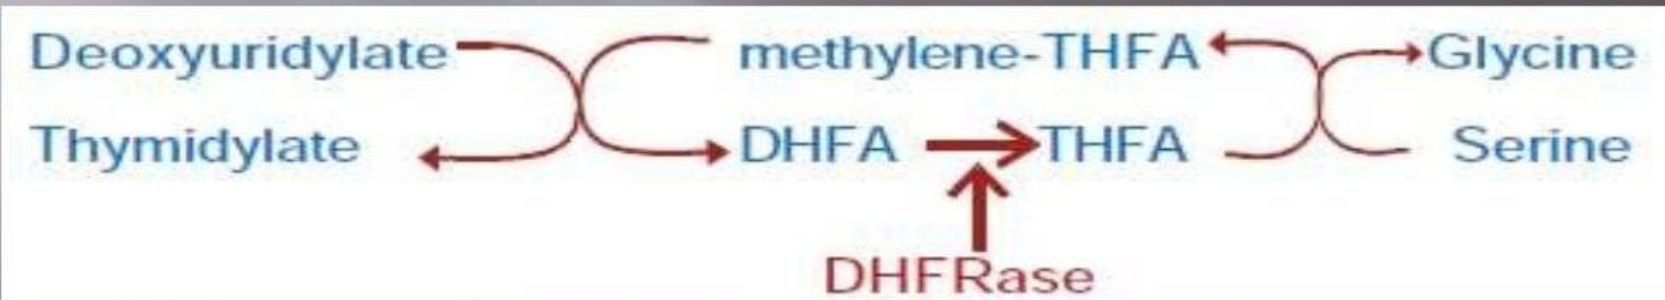 Deoxyuridylate methylene-THFA Glycine
Thymidylate DHFA THFA Serine
DHFRase